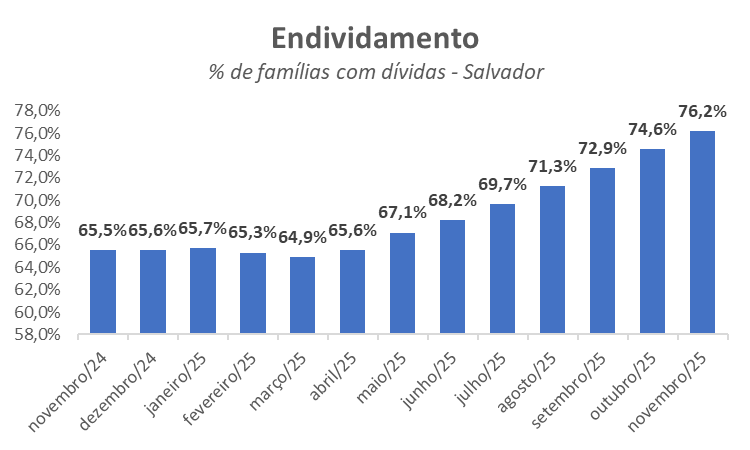 Endividamento
% de famílias com dívidas - Salvador
78,0%
76,0%
74,0%
72,0%
70,0%
68,0%
66,0%
64,0%
62,0%
60,0%
58,0%
65,5%
65,6%
65,7%
65,3%
64,9%
65,6%
67,1%
68,2%
69,7%
71,3%
72,9%
74,6%
76,2%
novembro/24
dezembro/24
janeiro/25
fevereiro/25
março/25
abril/25
maio/25
junho/25
julho/25
agosto/25
setembro/25
outubro/25
novembro/25